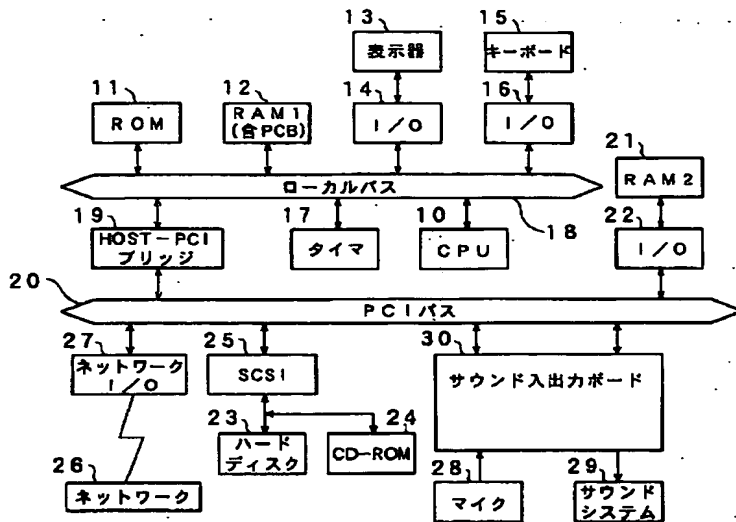 13
表示器
15
キーボード
11
ROM
12
RAM1
(含PCB)
14
I/O
16
I/O
21
RAM2
ローカルバス
18
19
HOST-PCI
ブリッジ
17
タイマ
10
CPU
22
I/O
20
PCIバス
27
ネットワーク
I/O
25
SCSI
30
サウンド入出力ボード
23
ハード
ディスク
24
CD-ROM
26
ネットワーク
28
マイク
29
サウンド
システム